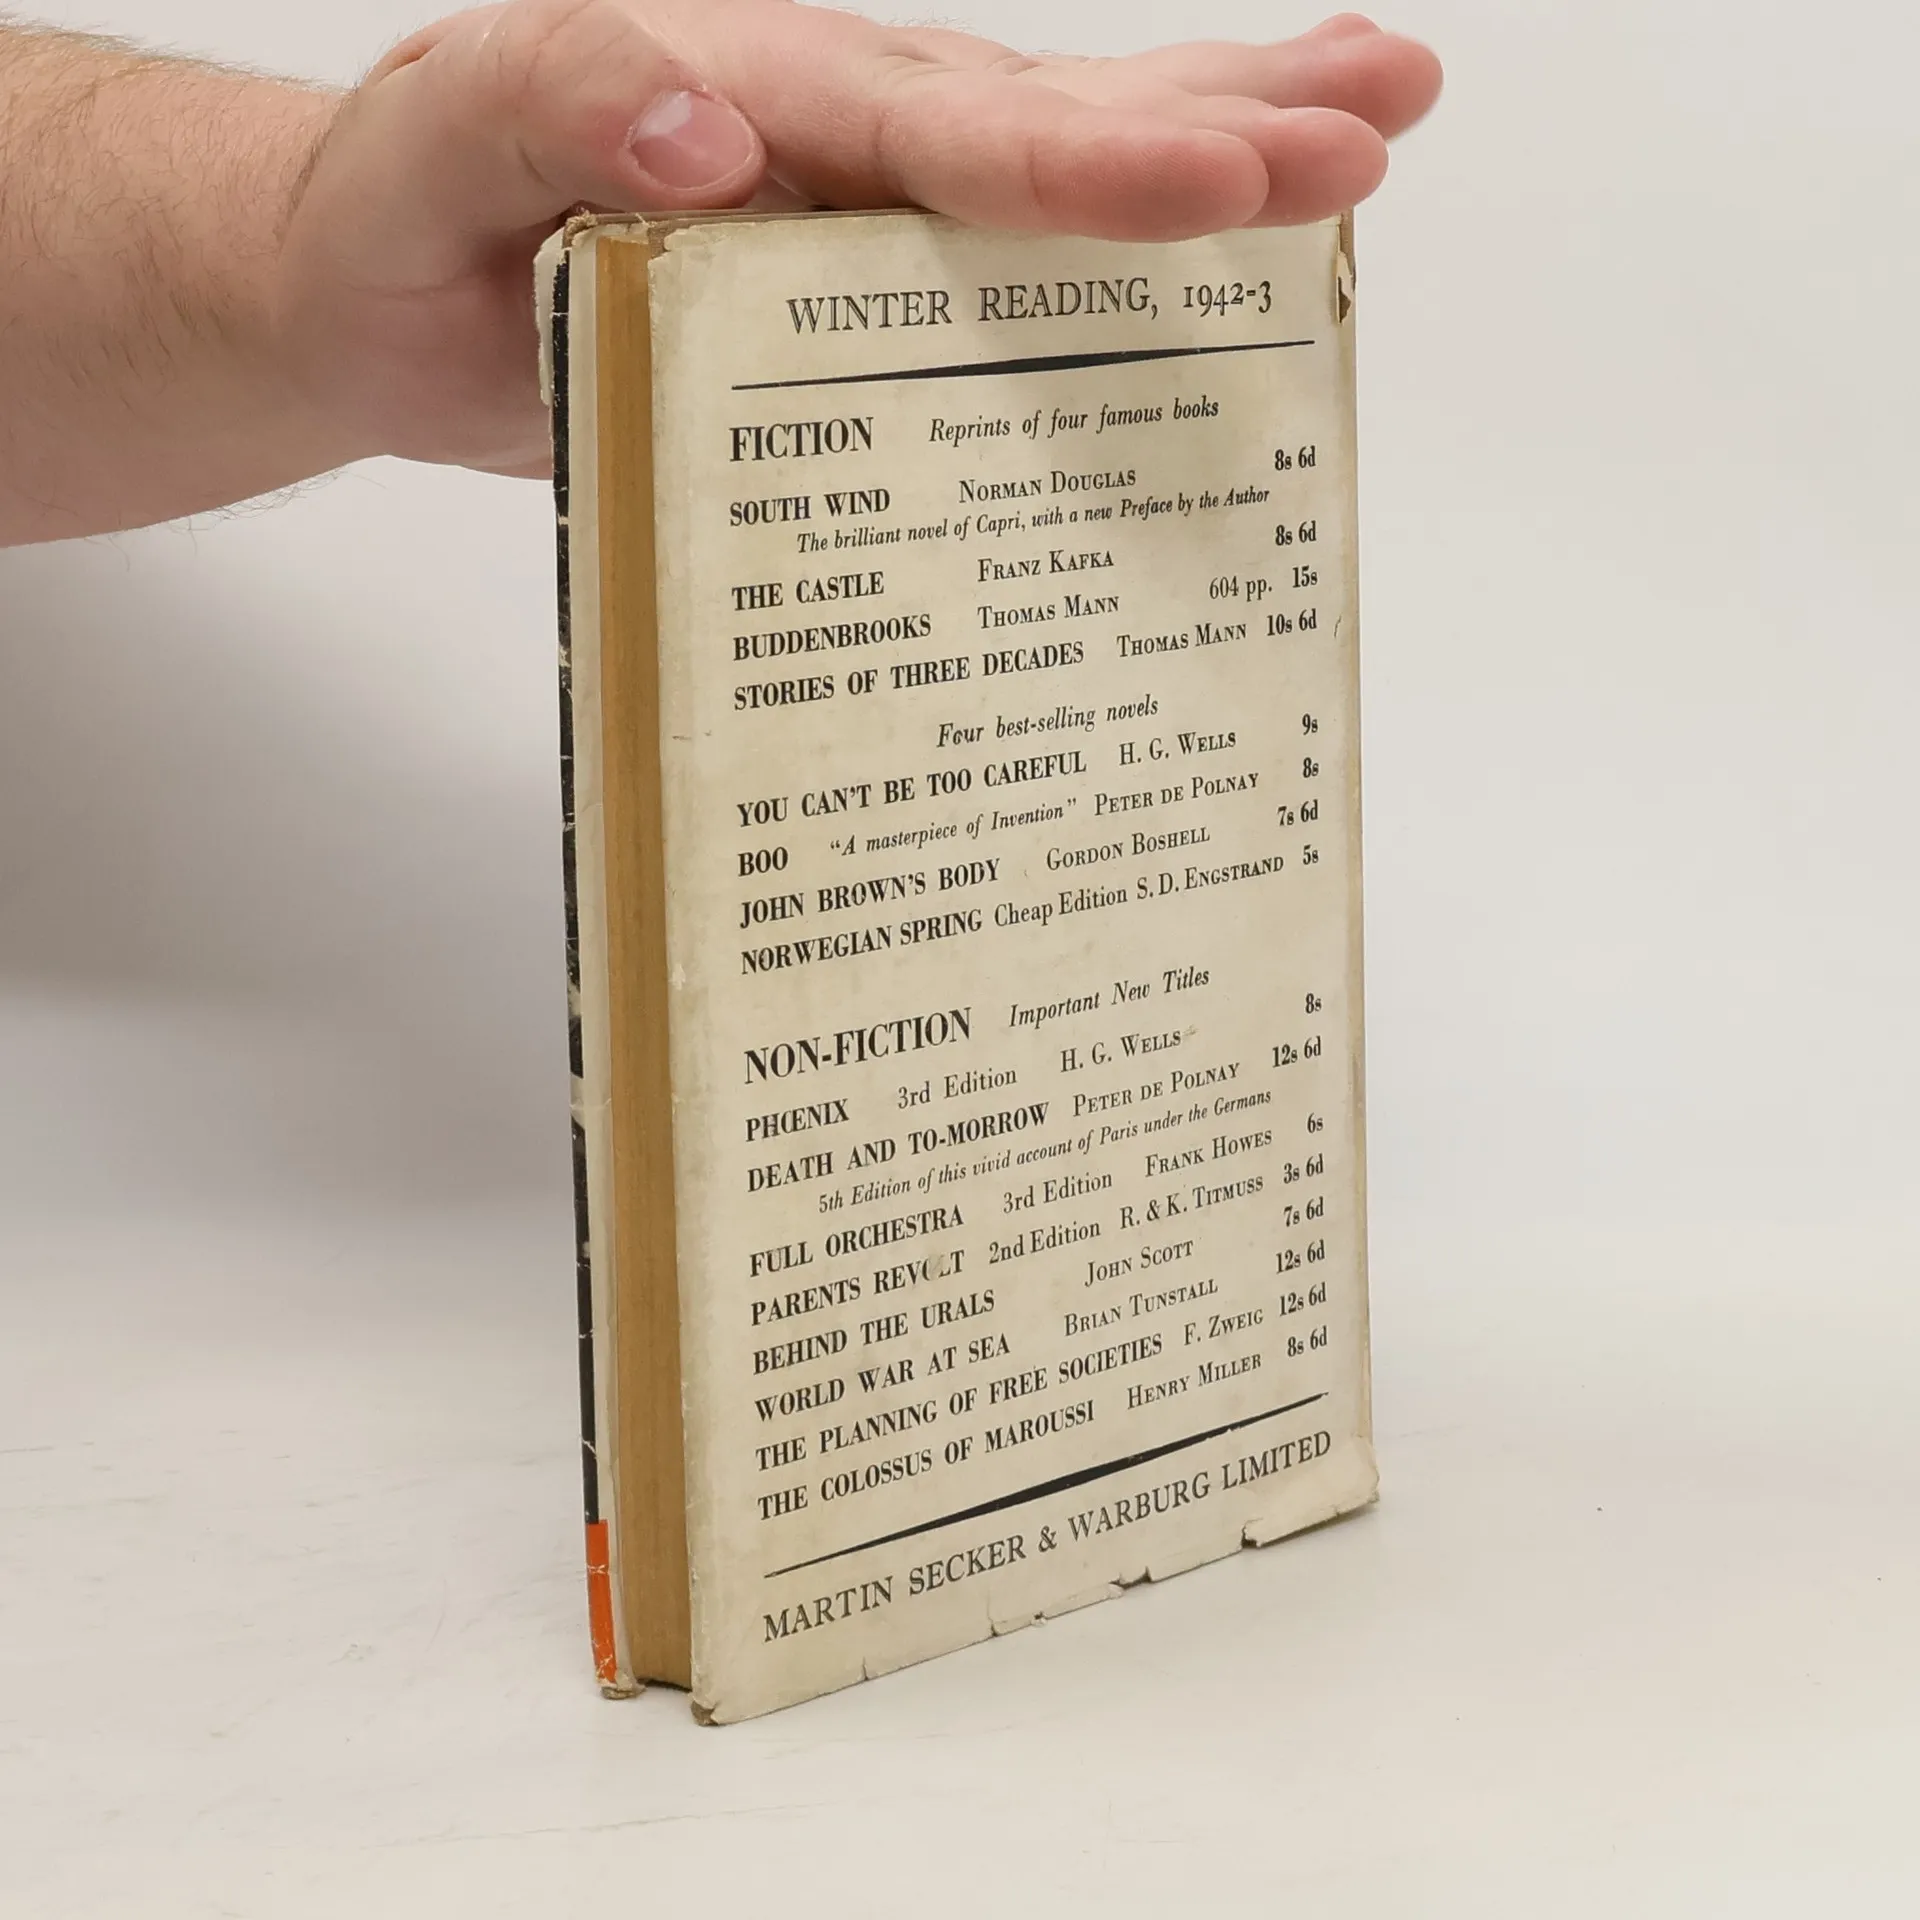 WINTER READING, 1942-3
FICTION Reprints of four famous books
SOUTH WIND NORMAN DOUGLAS 8s 6d
The brilliant novel of Capri, with a new Preface by the Author
THE CASTLE FRANZ KAFKA 8s 6d
BUDDENBROOKS THOMAS MANN 604 pp. 15s
STORIES OF THREE DECADES THOMAS MANN 10s 6d
Four best-selling novels
YOU CAN'T BE TOO CAREFUL H. G. WELLS 9s
BOO "A masterpiece of Invention" PETER DE POLNAY 8s
JOHN BROWN'S BODY GORDON BOSHELL 7s 6d
NORWEGIAN SPRING Cheap Edition S. D. ENGSTRAND 5s
NON-FICTION Important New Titles
PHŒNIX 3rd Edition H. G. WELLS 8s
DEATH AND TO-MORROW PETER DE POLNAY 12s 6d
5th Edition of this vivid account of Paris under the Germans
FULL ORCHESTRA 3rd Edition FRANK HOWES 6s
PARENTS REVOLT 2nd Edition R. & K. TITMUSS 3s 6d
BEHIND THE URALS JOHN SCOTT 7s 6d
WORLD WAR AT SEA BRIAN TUNSTALL 12s 6d
THE PLANNING OF FREE SOCIETIES F. ZWEIG 12s 6d
THE COLOSSUS OF MAROUSSI HENRY MILLER 8s 6d
MARTIN SECKER & WARBURG LIMITED